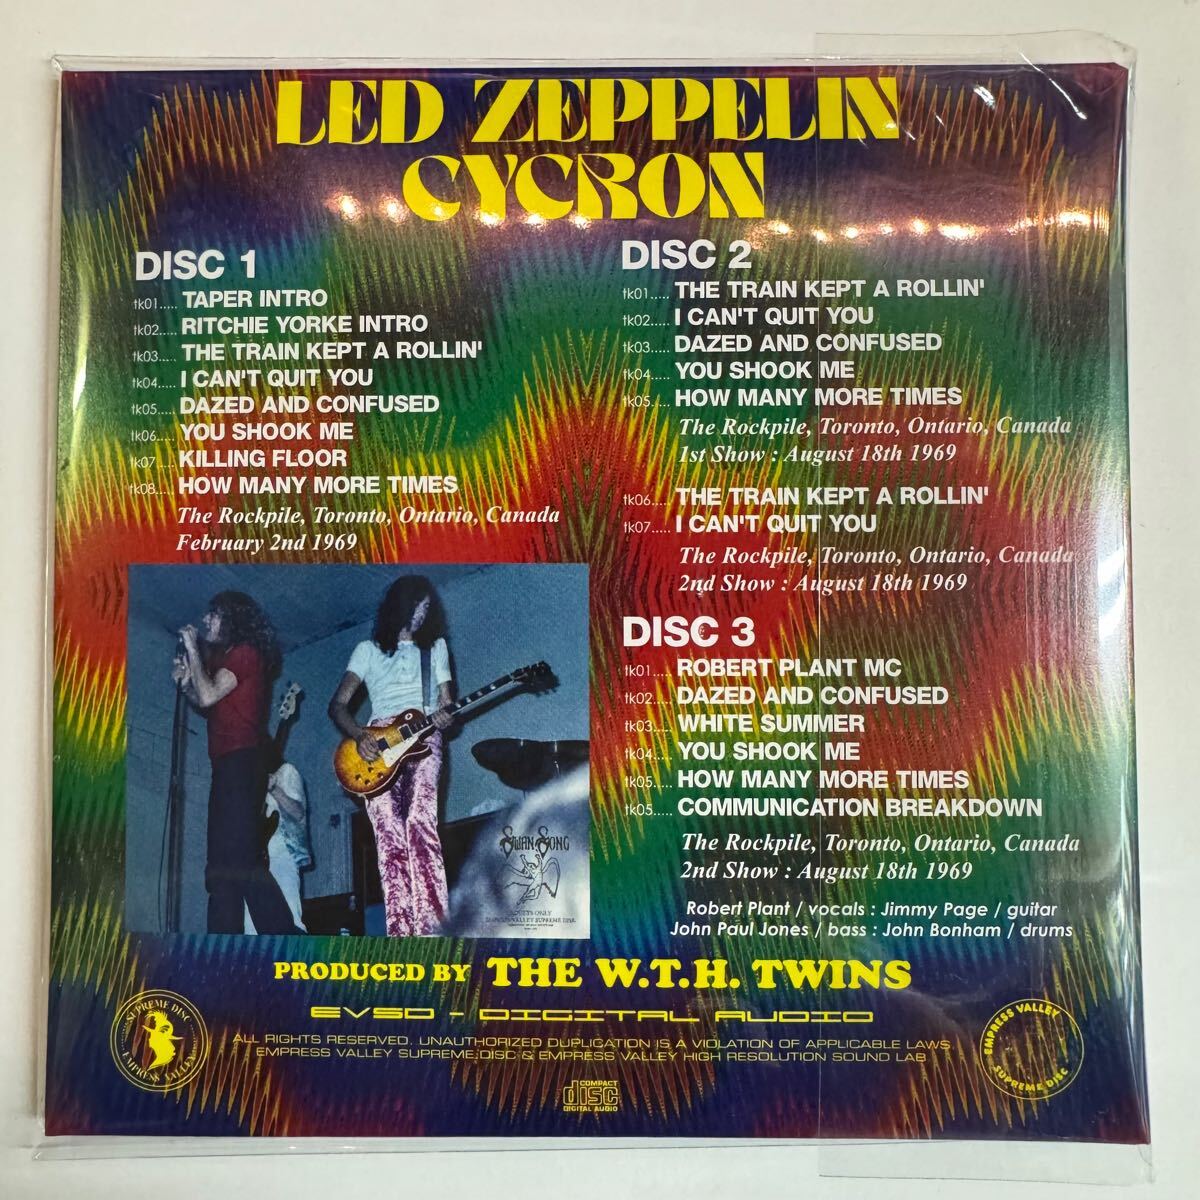 LED ZEPPELIN
CYCRON
DISC 1
tk01..... TAPER INTRO
tk02..... RITCHIE YORKE INTRO
tk03..... THE TRAIN KEPT A ROLLIN'
tk04..... I CAN'T QUIT YOU
tk05..... DAZED AND CONFUSED
tk06..... YOU SHOOK ME
tk07..... KILLING FLOOR
tk08..... HOW MANY MORE TIMES
The Rockpile, Toronto, Ontario, Canada
February 2nd 1969
DISC 2
tk01..... THE TRAIN KEPT A ROLLIN'
tk02..... I CAN'T QUIT YOU
tk03..... DAZED AND CONFUSED
tk04..... YOU SHOOK ME
tk05..... HOW MANY MORE TIMES
The Rockpile, Toronto, Ontario, Canada
1st Show : August 18th 1969
tk06..... THE TRAIN KEPT A ROLLIN'
tk07..... I CAN'T QUIT YOU
The Rockpile, Toronto, Ontario, Canada
2nd Show : August 18th 1969
DISC 3
tk01..... ROBERT PLANT MC
tk02..... DAZED AND CONFUSED
tk03..... WHITE SUMMER
tk04..... YOU SHOOK ME
tk05..... HOW MANY MORE TIMES
tk05..... COMMUNICATION BREAKDOWN
The Rockpile, Toronto, Ontario, Canada
2nd Show : August 18th 1969
Robert Plant / vocals : Jimmy Page / guitar
John Paul Jones / bass : John Bonham / drums
SWAN SONG
ADULTS ONLY
EMPRESS VALLEY SUPREME DISC
PRODUCED BY THE W.T.H. TWINS
EVSD - DIGITAL AUDIO
ALL RIGHTS RESERVED. UNAUTHORIZED DUPLICATION IS A VIOLATION OF APPLICABLE LAWS.
EMPRESS VALLEY SUPREME DISC & EMPRESS VALLEY HIGH RESOLUTION SOUND LAB
SUPREME DISC
EMPRESS VALLEY
EMPRESS VALLEY
SUPREME DISC
COMPACT
disc
DIGITAL AUDIO